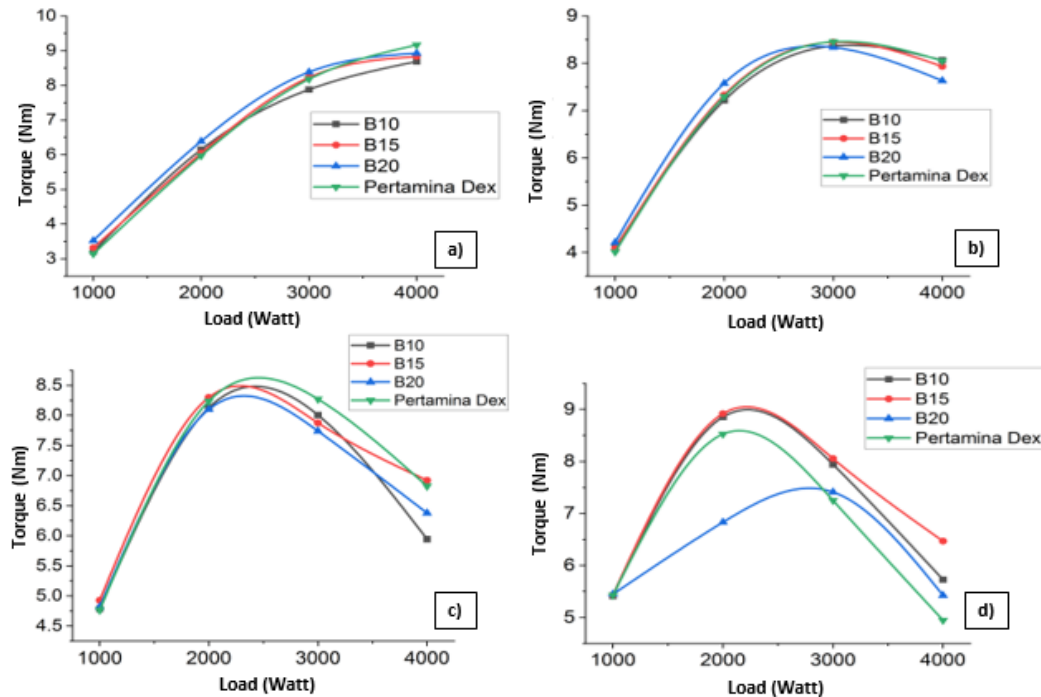 10
9
8
7
6
5
4
3
Torque (Nm)
B10
B15
B20
Pertamina Dex
a)
1000 2000 3000 4000
Load (Watt)
9
8
7
6
5
4
Torque (Nm)
B10
B15
B20
Pertamina Dex
b)
1000 2000 3000 4000
Load (Watt)
8.5
8.0
7.5
7.0
6.5
6.0
5.5
5.0
4.5
Torque (Nm)
B10
B15
B20
Pertamina Dex
c)
1000 2000 3000 4000
Load (Watt)
9
8
7
6
5
Torque (Nm)
B10
B15
B20
Pertamina Dex
d)
1000 2000 3000 4000
Load (Watt)